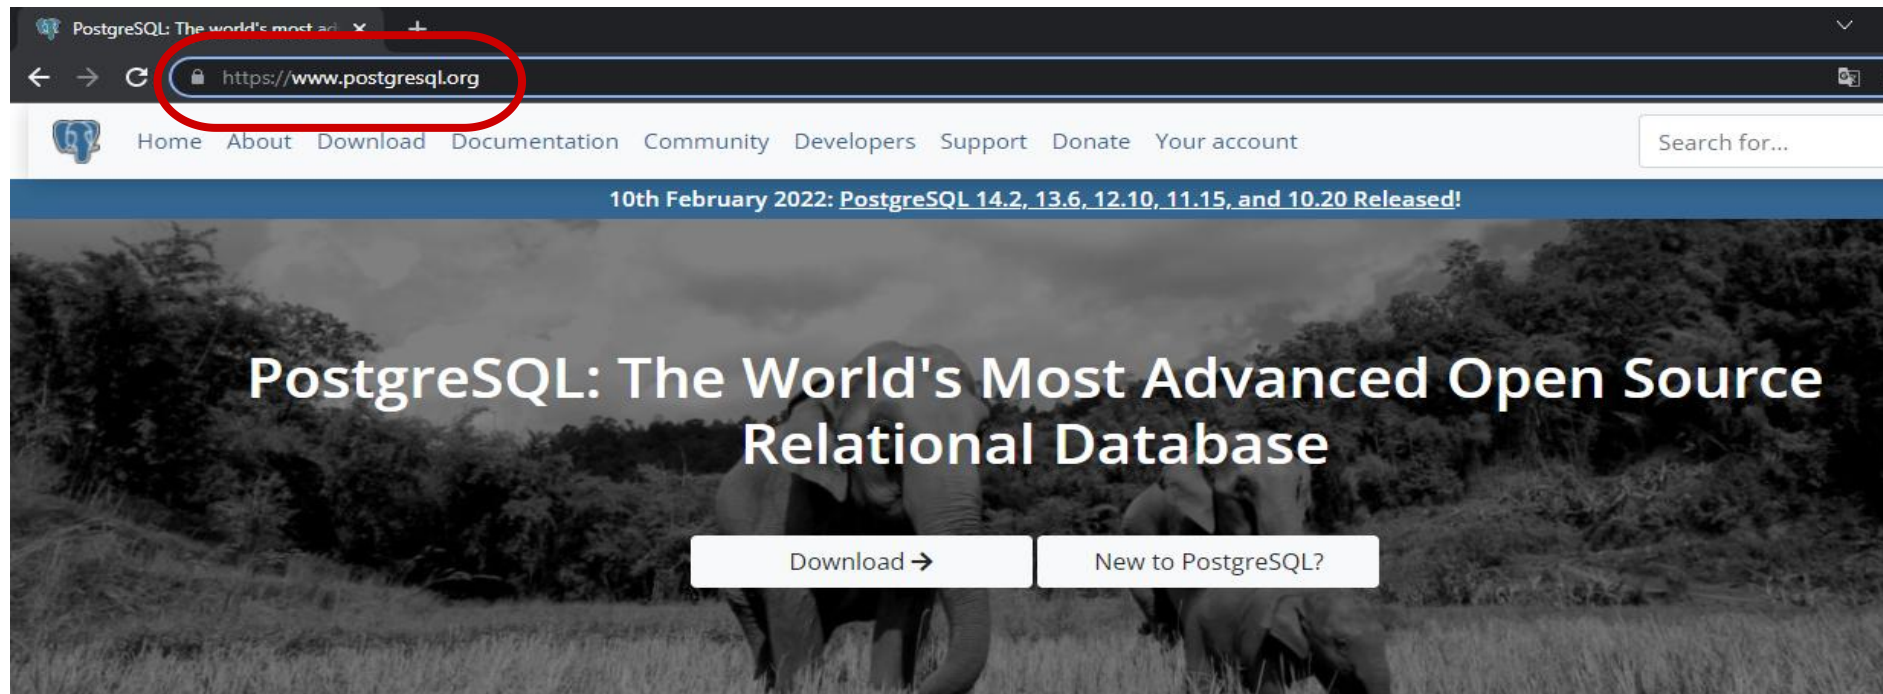 PostgreSQL: The world's most ad
https://www.postgresql.org
Home About Download Documentation Community Developers Support Donate Your account
Search for...
10th February 2022: PostgreSQL 14.2, 13.6, 12.10, 11.15, and 10.20 Released!
PostgreSQL: The World's Most Advanced Open Source
Relational Database
Download →
New to PostgreSQL?